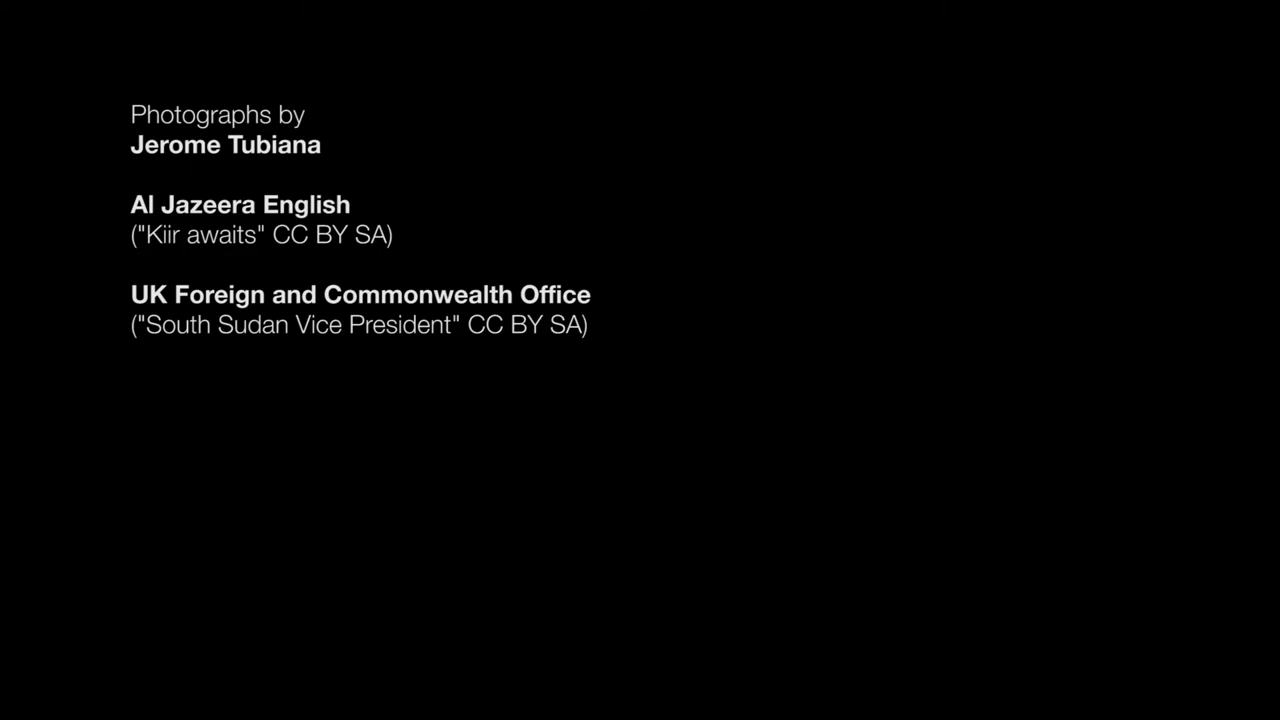 Photographs by
Jerome Tubiana
Al Jazeera English
("Kiir awaits" CC BY SA)
UK Foreign and Commonwealth Office
("South Sudan Vice President" CC BY SA)